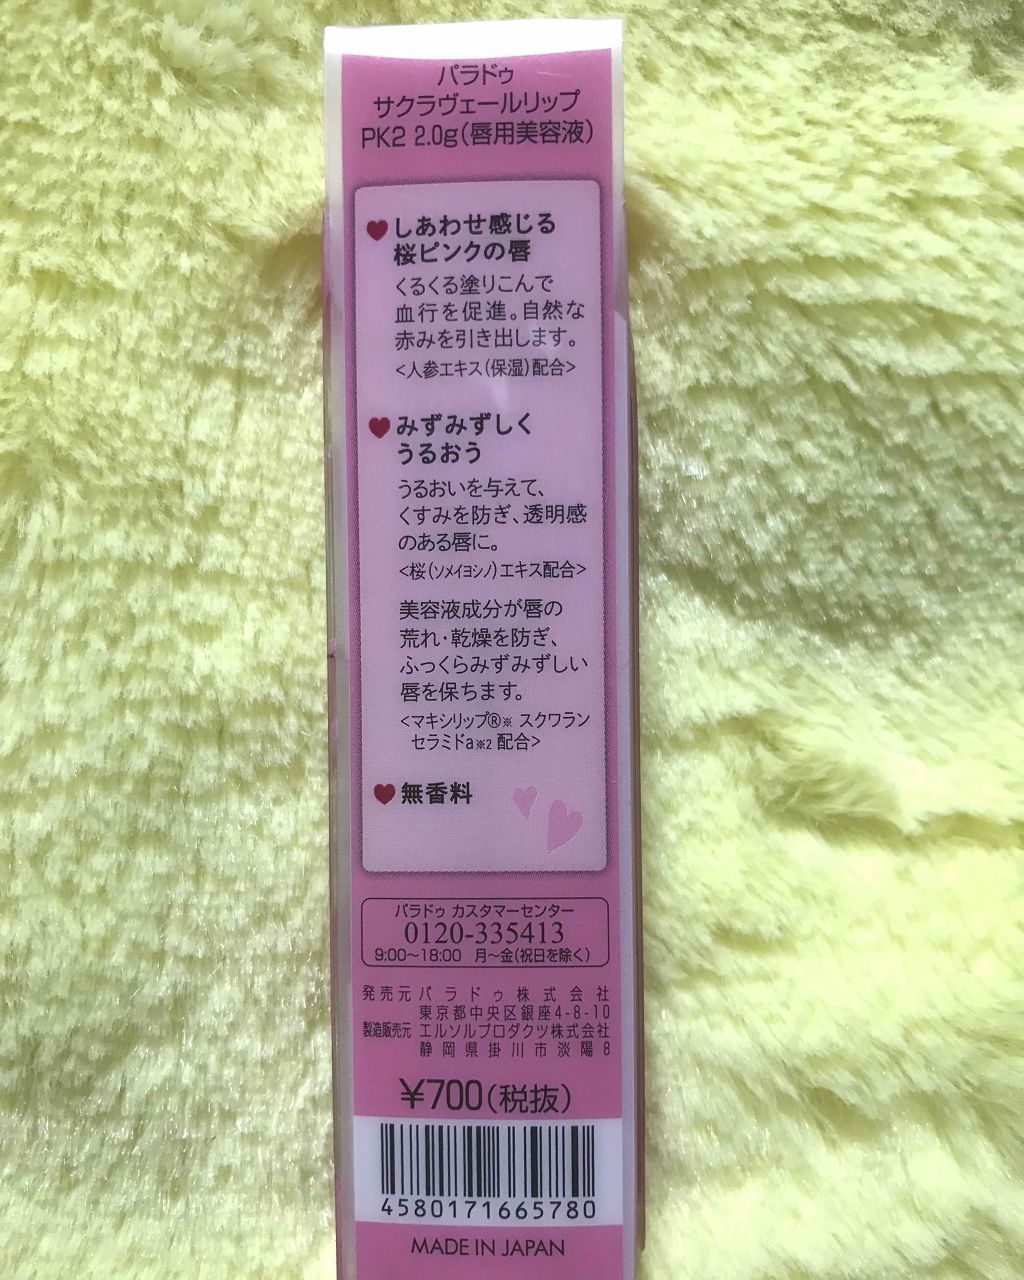 パラドゥ
サクラヴェールリップ
PK2 2.0g(唇用美容液)
しあわせ感じる
桜ピンクの唇
くるくる塗りこんで
血行を促進。自然な
赤みを引き出します。
<人参エキス(保湿)配合>
みずみずしく
うるおう
うるおいを与えて、
くすみを防ぎ、透明感
のある唇に。
<桜(ソメイヨシノ)エキス配合>
美容液成分が唇の
荒れ・乾燥を防ぎ、
ふっくらみずみずしい
唇を保ちます。
<マキシリップ®※ スクワラン
セラミドa※2 配合>
無香料
パラドゥ カスタマーセンター
0120-335413
9:00〜18:00 月〜金(祝日を除く)
発売元 パラドゥ株式会社
東京都中央区銀座4-8-10
製造販売元 エルソルプロダクツ株式会社
静岡県掛川市淡陽8
¥700(税抜)
4580171665780
MADE IN JAPAN